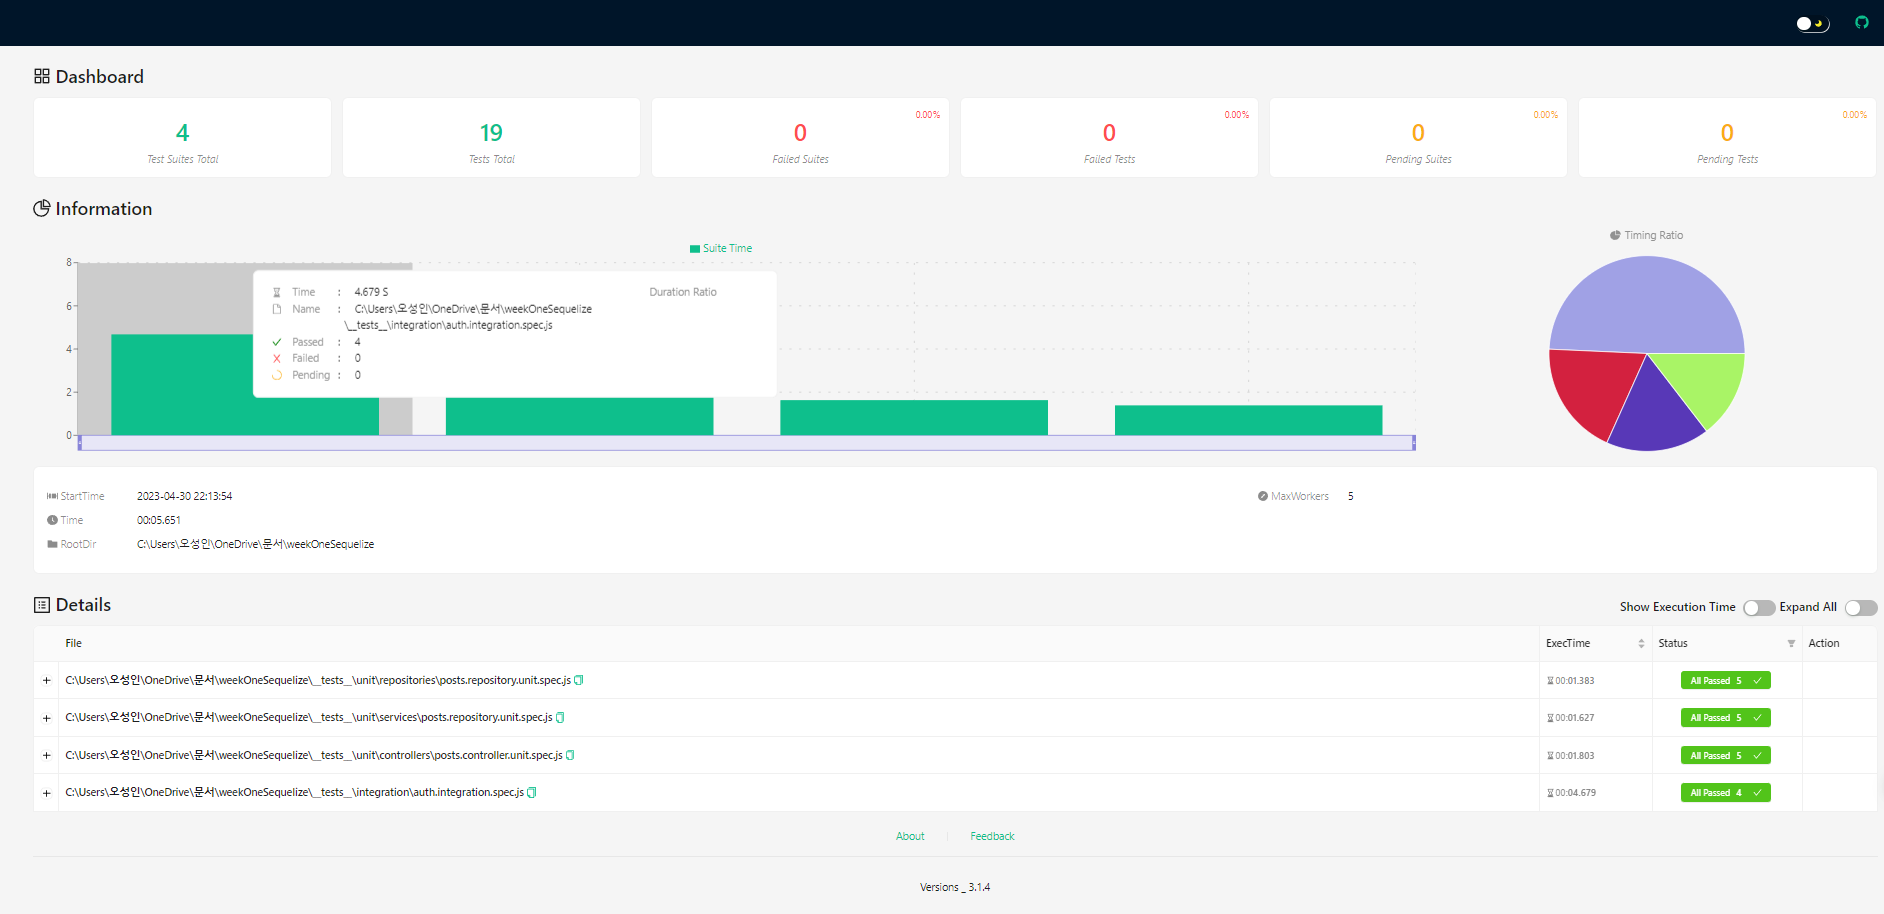 Dashboard
4
Test Suites Total
19
Tests Total
0.00%
0
Failed Suites
0.00%
0
Failed Tests
0.00%
0
Pending Suites
0.00%
0
Pending Tests
Information
Suite Time
8
6
4
2
0
Time : 4.679 S
Name : C:\Users\오성인\OneDrive\문서\weekOneSequelize
\__tests__\integration\auth.integration.spec.js
Passed : 4
Failed : 0
Pending : 0
Duration Ratio
Timing Ratio
StartTime 2023-04-30 22:13:54
MaxWorkers 5
Time 00:05.651
RootDir C:\Users\오성인\OneDrive\문서\weekOneSequelize
Details
Show Execution Time Expand All
File ExecTime Status Action
+ C:\Users\오성인\OneDrive\문서\weekOneSequelize\__tests__\unit\repositories\posts.repository.unit.spec.js 00:01.383 All Passed 5
+ C:\Users\오성인\OneDrive\문서\weekOneSequelize\__tests__\unit\services\posts.repository.unit.spec.js 00:01.627 All Passed 5
+ C:\Users\오성인\OneDrive\문서\weekOneSequelize\__tests__\unit\controllers\posts.controller.unit.spec.js 00:01.803 All Passed 5
+ C:\Users\오성인\OneDrive\문서\weekOneSequelize\__tests__\integration\auth.integration.spec.js 00:04.679 All Passed 4
About Feedback
Versions _ 3.1.4